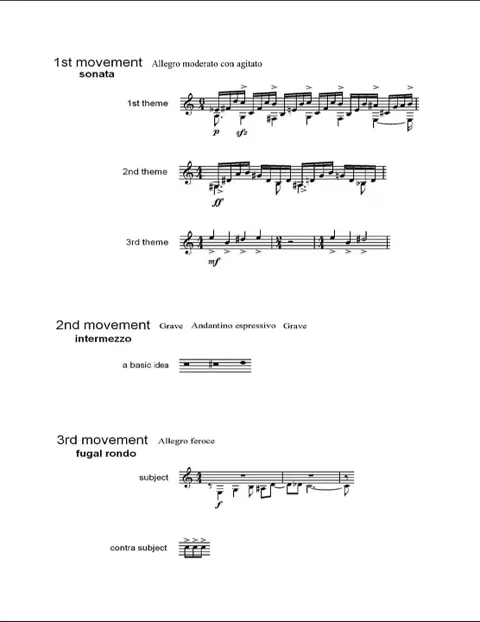 1st movement Allegro moderato con agitato
sonata
1st theme
p sfz
2nd theme
ff
3rd theme
mf
2nd movement Grave Andantino espressivo Grave
intermezzo
a basic idea
3rd movement Allegro feroce
fugal rondo
subject
f
contra subject